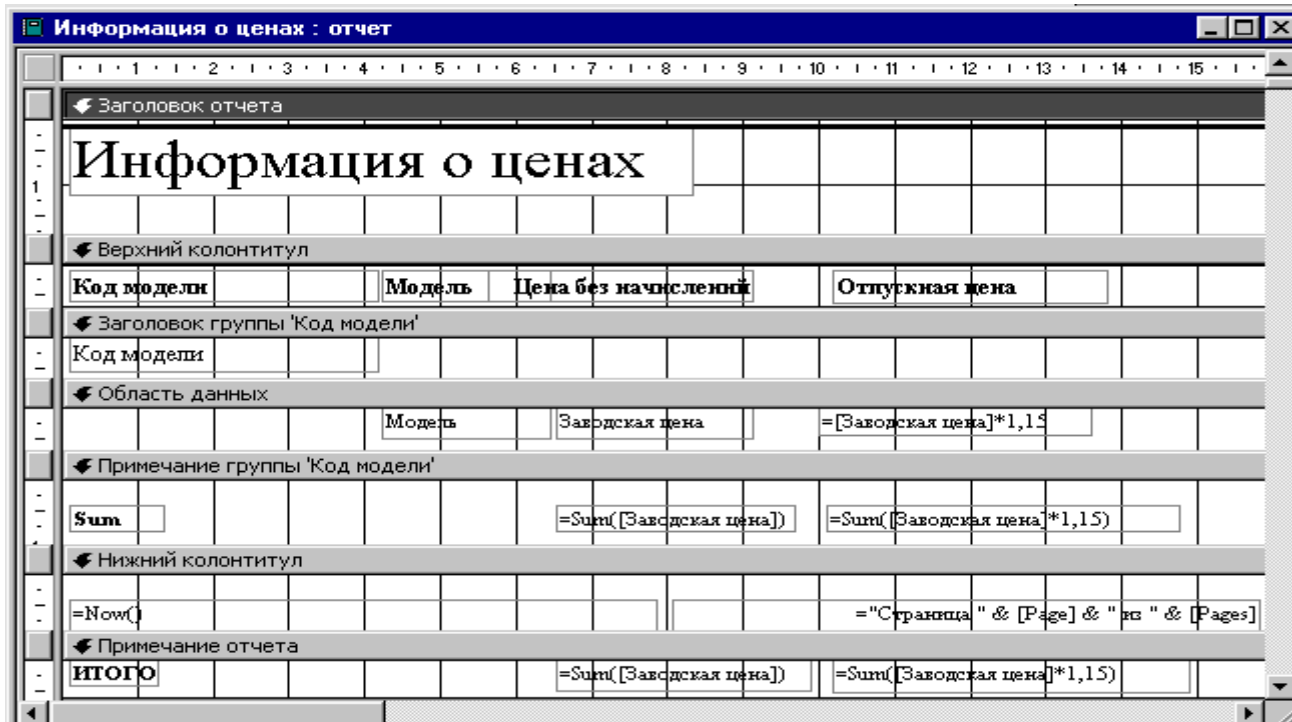 Информация о ценах : отчет
1 2 3 4 5 6 7 8 9 10 11 12 13 14 15
Заголовок отчета
Информация о ценах
1
Верхний колонтитул
Код модели Модель Цена без начислений Отпускная цена
Заголовок группы 'Код модели'
Код модели
Область данных
Модель Заводская цена =[Заводская цена]*1,15
Примечание группы 'Код модели'
Sum =Sum([Заводская цена]) =Sum([Заводская цена]*1,15)
Нижний колонтитул
=Now() ="Страница " & [Page] & " из " & [Pages]
Примечание отчета
ИТОГО =Sum([Заводская цена]) =Sum([Заводская цена]*1,15)